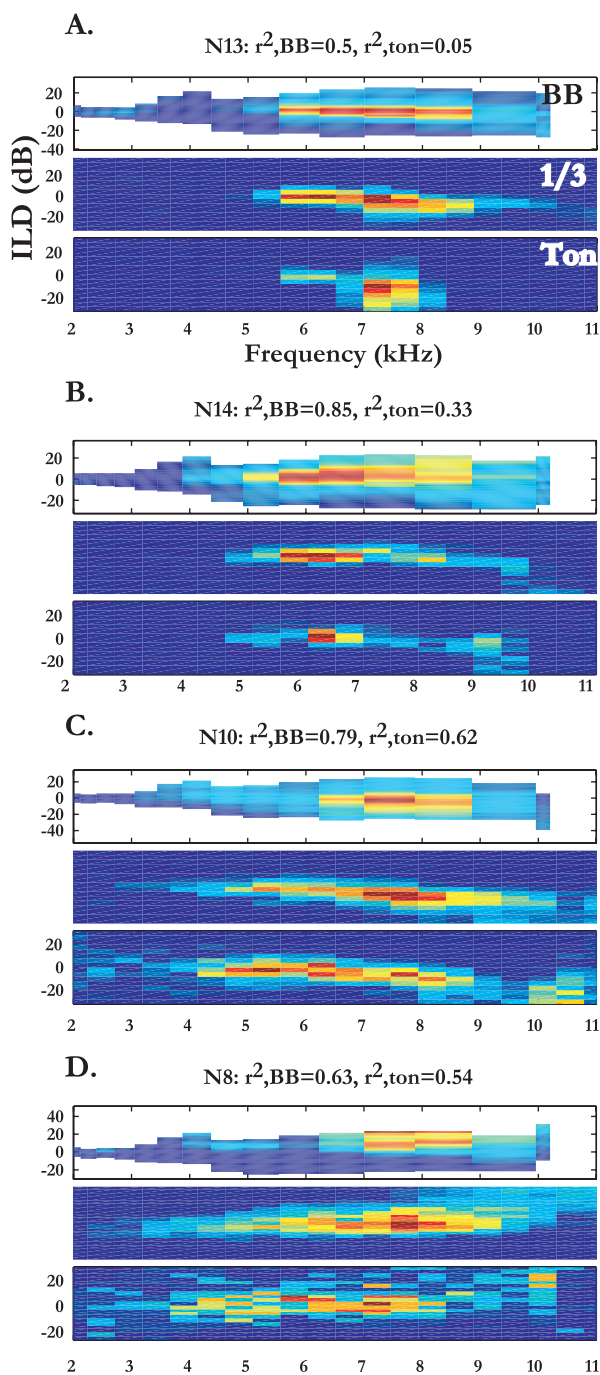 A.
N13: r²,BB=0.5, r²,ton=0.05
20
0
-20
-40
BB
ILD (dB)
20
0
-20
1/3
20
0
-20
Ton
2 3 4 5 6 7 8 9 10 11
Frequency (kHz)
B.
N14: r²,BB=0.85, r²,ton=0.33
20
0
-20
20
0
-20
2 3 4 5 6 7 8 9 10 11
C.
N10: r²,BB=0.79, r²,ton=0.62
20
0
-20
-40
20
0
-20
2 3 4 5 6 7 8 9 10 11
D.
N8: r²,BB=0.63, r²,ton=0.54
40
20
0
-20
20
0
-20
2 3 4 5 6 7 8 9 10 11